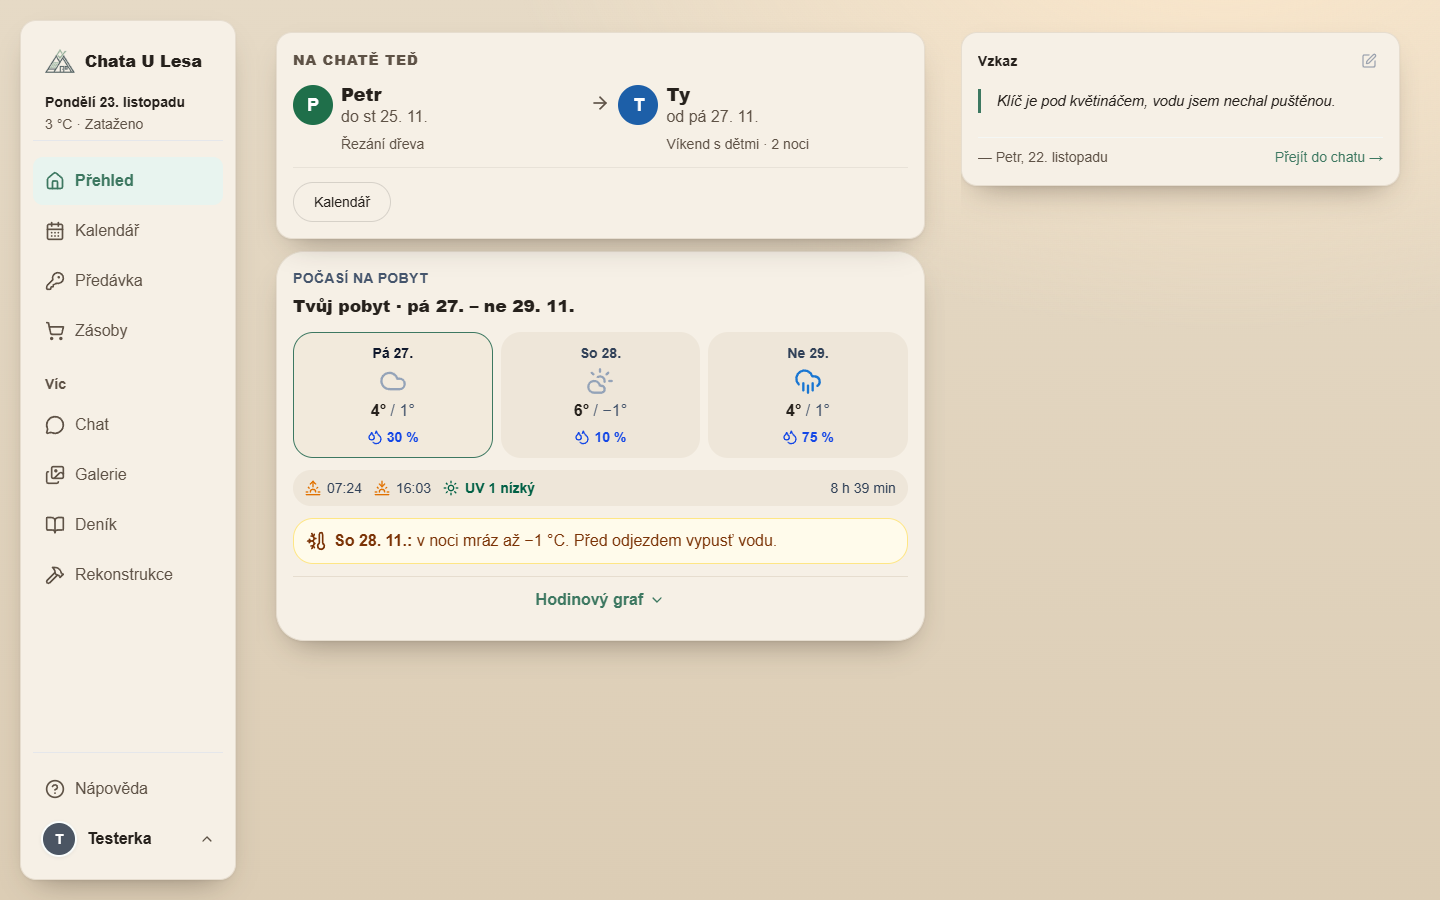 Chata U Lesa
Pondělí 23. listopadu
3 °C · Zataženo
Přehled
Kalendář
Předávka
Zásoby
Víc
Chat
Galerie
Deník
Rekonstrukce
Nápověda
T
Testerka
NA CHATĚ TEĎ
P
Petr
do st 25. 11.
Řezání dřeva
→
T
Ty
od pá 27. 11.
Víkend s dětmi · 2 noci
Kalendář
POČASÍ NA POBYT
Tvůj pobyt · pá 27. – ne 29. 11.
Pá 27.
4° / 1°
30 %
So 28.
6° / −1°
10 %
Ne 29.
4° / 1°
75 %
07:24 16:03 UV 1 nízký 8 h 39 min
So 28. 11.: v noci mráz až −1 °C. Před odjezdem vypusť vodu.
Hodinový graf
Vzkaz
Klíč je pod květináčem, vodu jsem nechal puštěnou.
— Petr, 22. listopadu
Přejít do chatu →